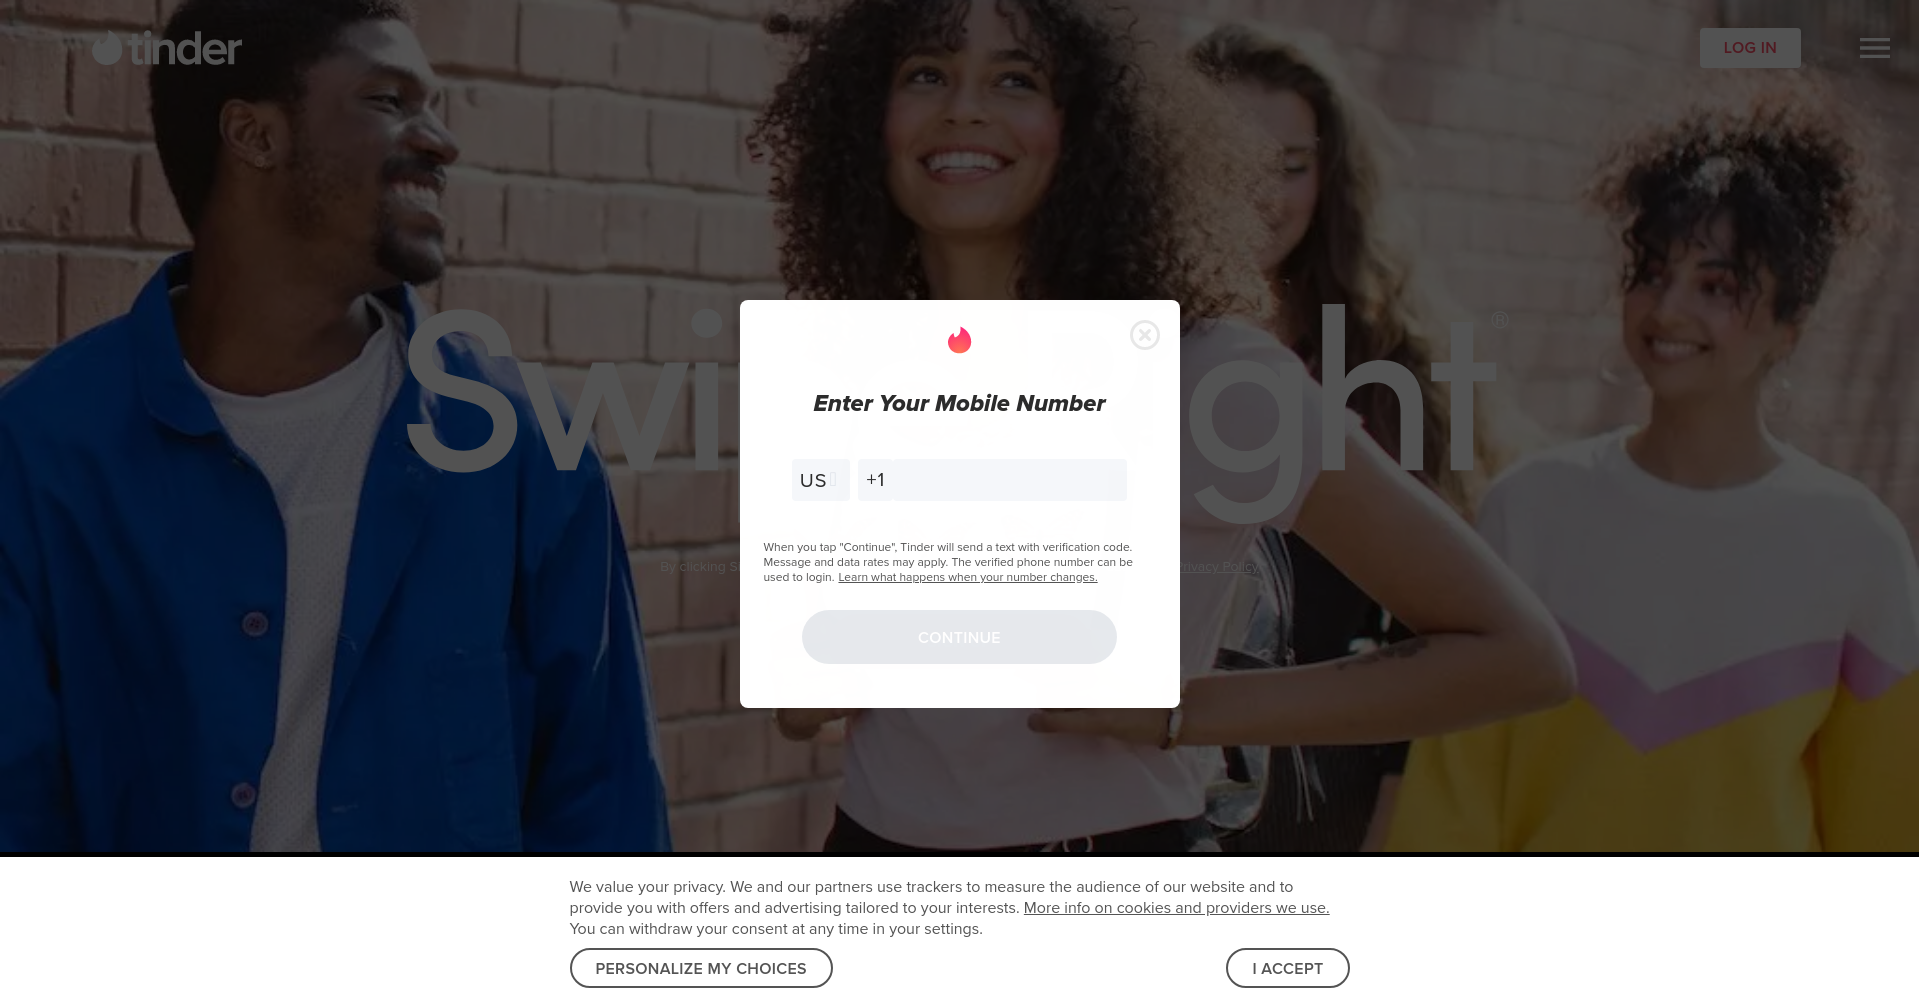 tinder
LOG IN
Swi ght®
Enter Your Mobile Number
US +1
When you tap "Continue", Tinder will send a text with verification code.
Message and data rates may apply. The verified phone number can be
used to login. Learn what happens when your number changes.
By clicking Privacy Policy.
CONTINUE
We value your privacy. We and our partners use trackers to measure the audience of our website and to
provide you with offers and advertising tailored to your interests. More info on cookies and providers we use.
You can withdraw your consent at any time in your settings.
PERSONALIZE MY CHOICES
I ACCEPT